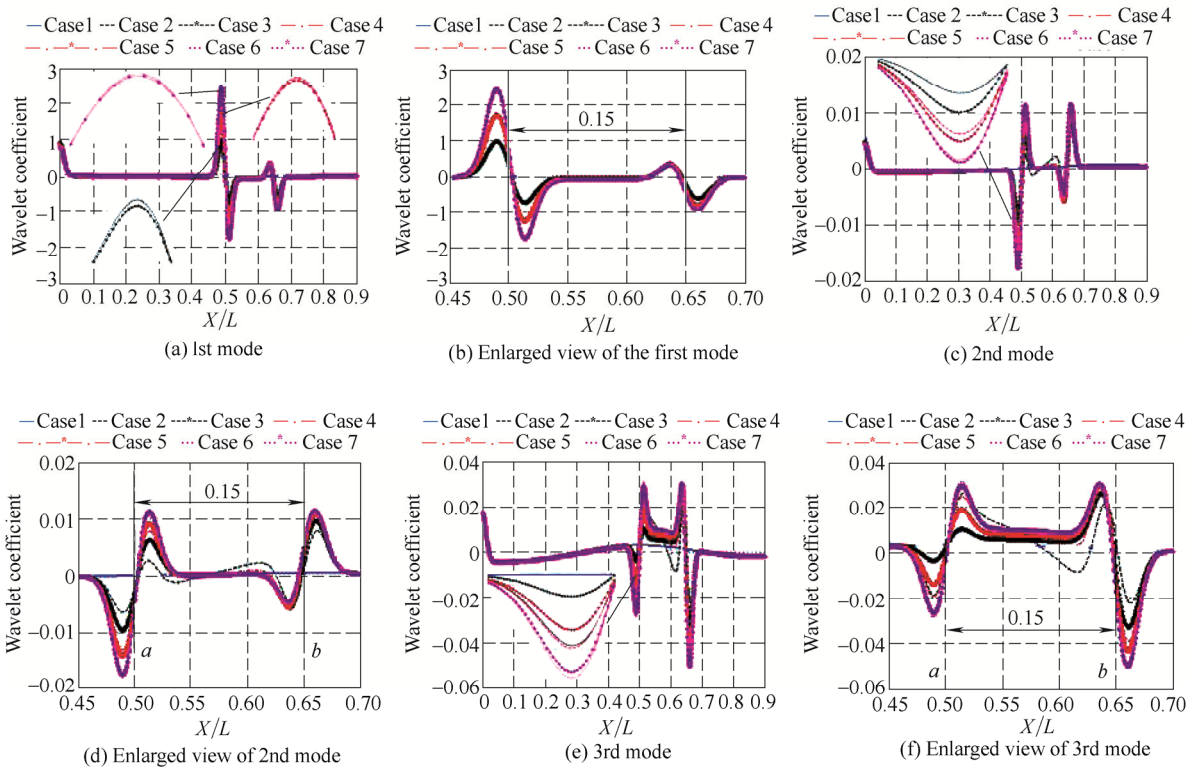 Case1 Case 2 Case 3 Case 4
Case 5 Case 6 Case 7
Wavelet coefficient
3
2
1
0
−1
−2
−3
0 0.1 0.2 0.3 0.4 0.5 0.6 0.7 0.8 0.9
X/L
(a) lst mode
Case1 Case 2 Case 3 Case 4
Case 5 Case 6 Case 7
Wavelet coefficient
3
2
1
0
−1
−2
−3
0.15
0.45 0.50 0.55 0.60 0.65 0.70
X/L
(b) Enlarged view of the first mode
Case1 Case 2 Case 3 Case 4
Case 5 Case 6 Case 7
Wavelet coefficient
0.02
0.01
0
−0.01
−0.02
0 0.1 0.2 0.3 0.4 0.5 0.6 0.7 0.8 0.9
X/L
(c) 2nd mode
Case1 Case 2 Case 3 Case 4
Case 5 Case 6 Case 7
Wavelet coefficient
0.02
0.01
0
−0.01
−0.02
0.15
a b
0.45 0.50 0.55 0.60 0.65 0.70
X/L
(d) Enlarged view of 2nd mode
Case1 Case 2 Case 3 Case 4
Case 5 Case 6 Case 7
Wavelet coefficient
0.04
0.02
0
−0.02
−0.04
−0.06
0 0.1 0.2 0.3 0.4 0.5 0.6 0.7 0.8 0.9
X/L
(e) 3rd mode
Case1 Case 2 Case 3 Case 4
Case 5 Case 6 Case 7
Wavelet coefficient
0.04
0.02
0
−0.02
−0.04
−0.06
0.15
a b
0.45 0.50 0.55 0.60 0.65 0.70
X/L
(f) Enlarged view of 3rd mode